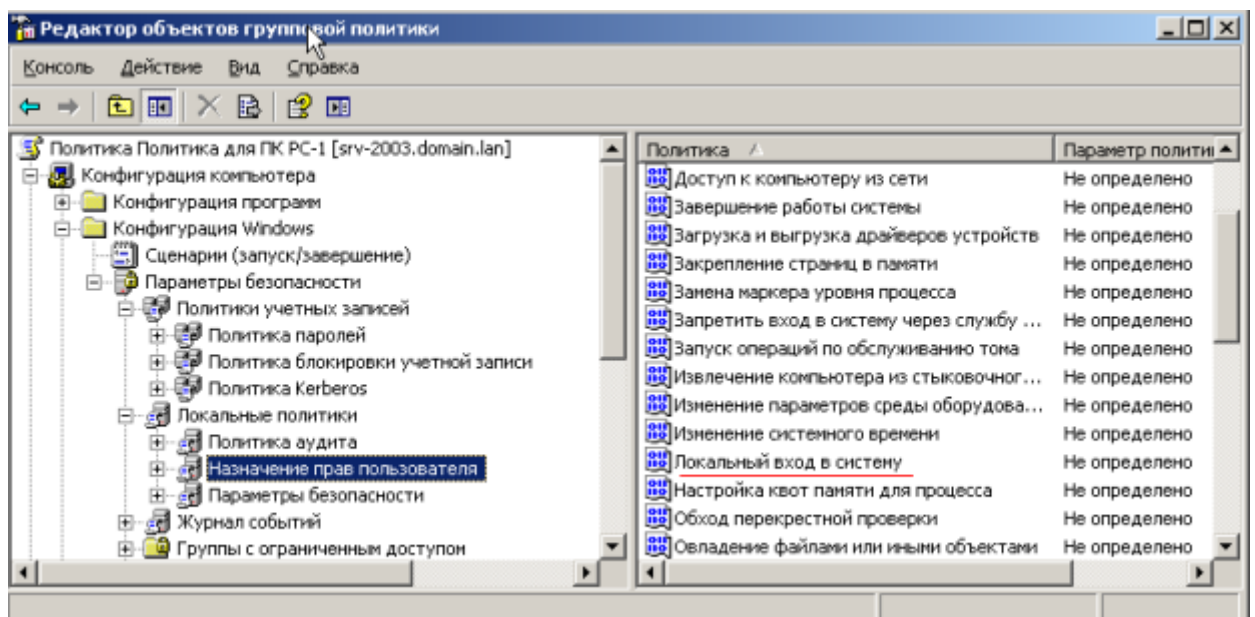 Редактор объектов групповой политики
Консоль Действие Вид Справка
Политика Политика для ПК PC-1 [srv-2003.domain.lan]
Конфигурация компьютера
Конфигурация программ
Конфигурация Windows
Сценарии (запуск/завершение)
Параметры безопасности
Политики учетных записей
Политика паролей
Политика блокировки учетной записи
Политика Kerberos
Локальные политики
Политика аудита
Назначение прав пользователя
Параметры безопасности
Журнал событий
Группы с ограниченным доступом
Политика Параметр полити
Доступ к компьютеру из сети Не определено
Завершение работы системы Не определено
Загрузка и выгрузка драйверов устройств Не определено
Закрепление страниц в памяти Не определено
Замена маркера уровня процесса Не определено
Запретить вход в систему через службу ... Не определено
Запуск операций по обслуживанию тома Не определено
Извлечение компьютера из стыковочног... Не определено
Изменение параметров среды оборудова... Не определено
Изменение системного времени Не определено
Локальный вход в систему Не определено
Настройка квот памяти для процесса Не определено
Обход перекрестной проверки Не определено
Овладение файлами или иными объектами Не определено